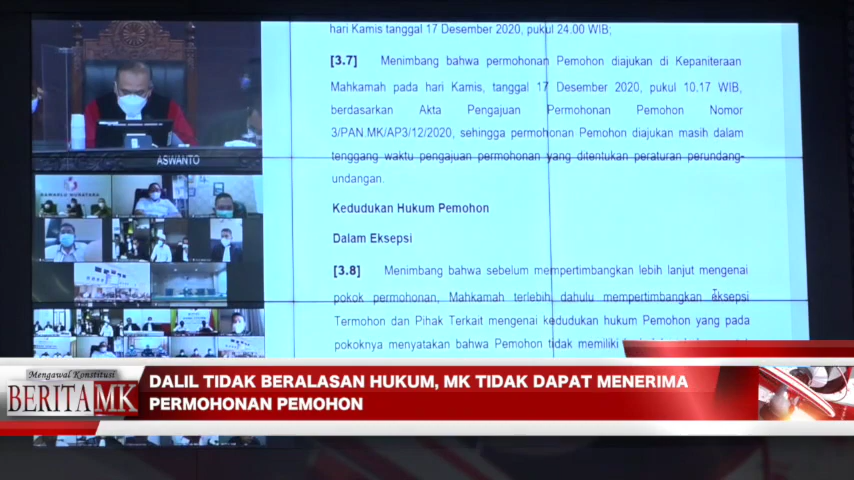 hari Kamis tanggal 17 Desember 2020, pukul 24.00 WIB;
[3.7] Menimbang bahwa permohonan Pemohon diajukan di Kepaniteraan
Mahkamah pada hari Kamis, tanggal 17 Desember 2020, pukul 10.17 WIB,
berdasarkan Akta Pengajuan Permohonan Pemohon Nomor
3/PAN.MK/AP3/12/2020, sehingga permohonan Pemohon diajukan masih dalam
tenggang waktu pengajuan permohonan yang ditentukan peraturan perundang-
undangan.
Kedudukan Hukum Pemohon
Dalam Eksepsi
[3.8] Menimbang bahwa sebelum mempertimbangkan lebih lanjut mengenai
pokok permohonan, Mahkamah terlebih dahulu mempertimbangkan eksepsi
Termohon dan Pihak Terkait mengenai kedudukan hukum Pemohon yang pada
pokoknya menyatakan bahwa Pemohon tidak memiliki
ASWANTO
BAWASLU MURATARA
Mengawal Konstitusi
BERITA MK
DALIL TIDAK BERALASAN HUKUM, MK TIDAK DAPAT MENERIMA
PERMOHONAN PEMOHON